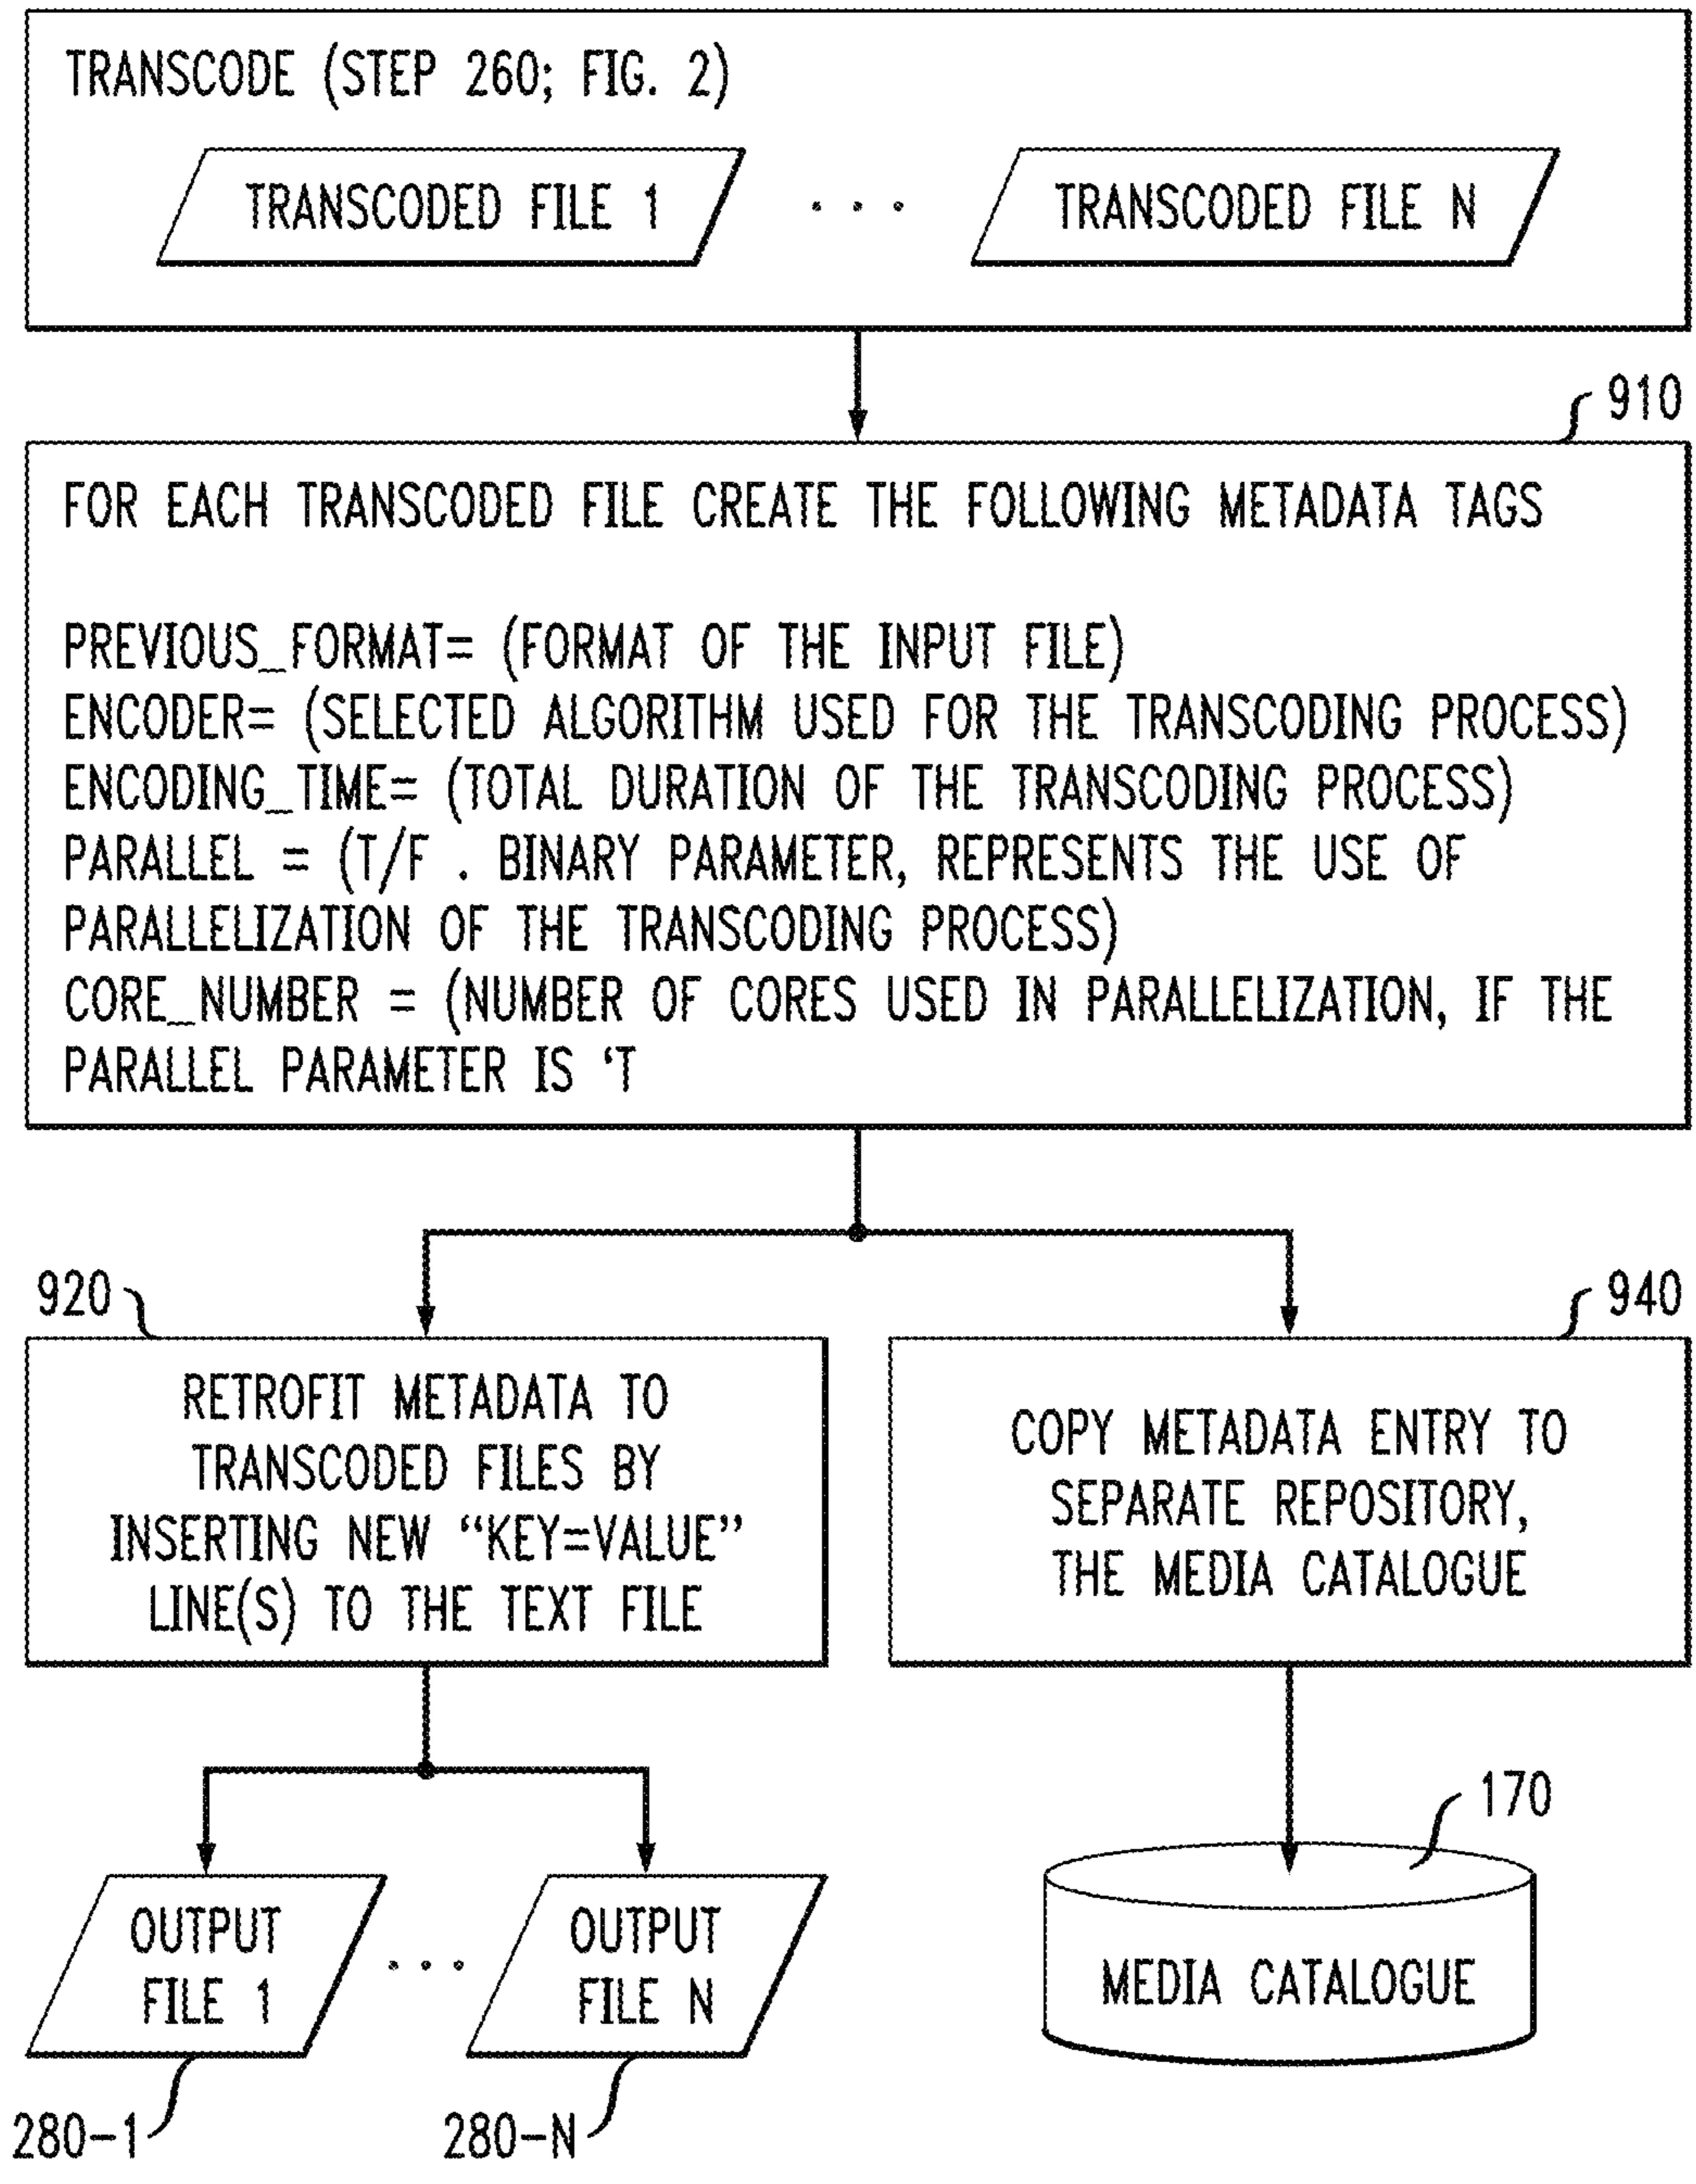 TRANSCODE (STEP 260; FIG. 2)
TRANSCODED FILE 1
. . .
TRANSCODED FILE N
910
FOR EACH TRANSCODED FILE CREATE THE FOLLOWING METADATA TAGS
PREVIOUS_FORMAT= (FORMAT OF THE INPUT FILE)
ENCODER= (SELECTED ALGORITHM USED FOR THE TRANSCODING PROCESS)
ENCODING_TIME= (TOTAL DURATION OF THE TRANSCODING PROCESS)
PARALLEL = (T/F . BINARY PARAMETER, REPRESENTS THE USE OF
PARALLELIZATION OF THE TRANSCODING PROCESS)
CORE_NUMBER = (NUMBER OF CORES USED IN PARALLELIZATION, IF THE
PARALLEL PARAMETER IS ‘T
920
RETROFIT METADATA TO
TRANSCODED FILES BY
INSERTING NEW “KEY=VALUE”
LINE(S) TO THE TEXT FILE
940
COPY METADATA ENTRY TO
SEPARATE REPOSITORY,
THE MEDIA CATALOGUE
OUTPUT
FILE 1
. . .
OUTPUT
FILE N
280-1
280-N
170
MEDIA CATALOGUE